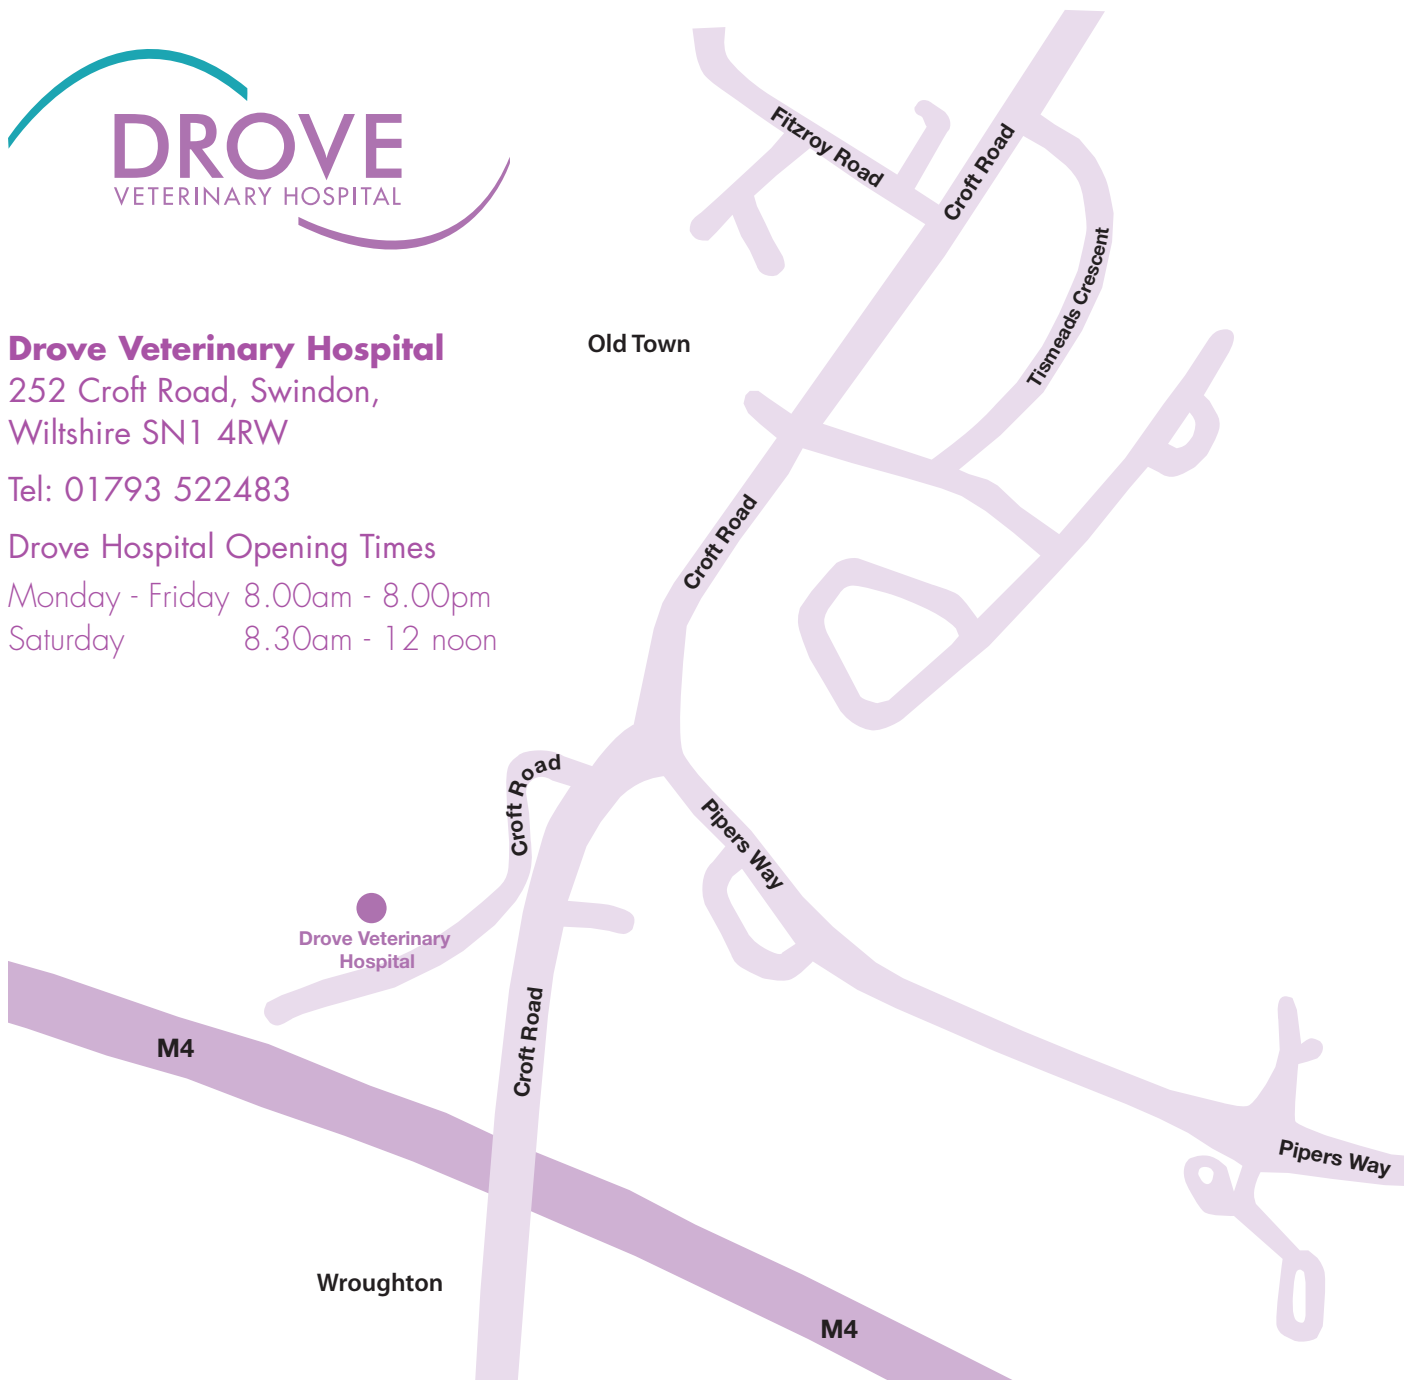 DROVE
VETERINARY HOSPITAL
Drove Veterinary Hospital
252 Croft Road, Swindon,
Wiltshire SN1 4RW
Tel: 01793 522483
Drove Hospital Opening Times
Monday - Friday 8.00am - 8.00pm
Saturday 8.30am - 12 noon
Fitzroy Road
Croft Road
Tismeads Crescent
Old Town
Croft Road
Croft Road
Pipers Way
Drove Veterinary
Hospital
Croft Road
M4
Pipers Way
Wroughton
M4